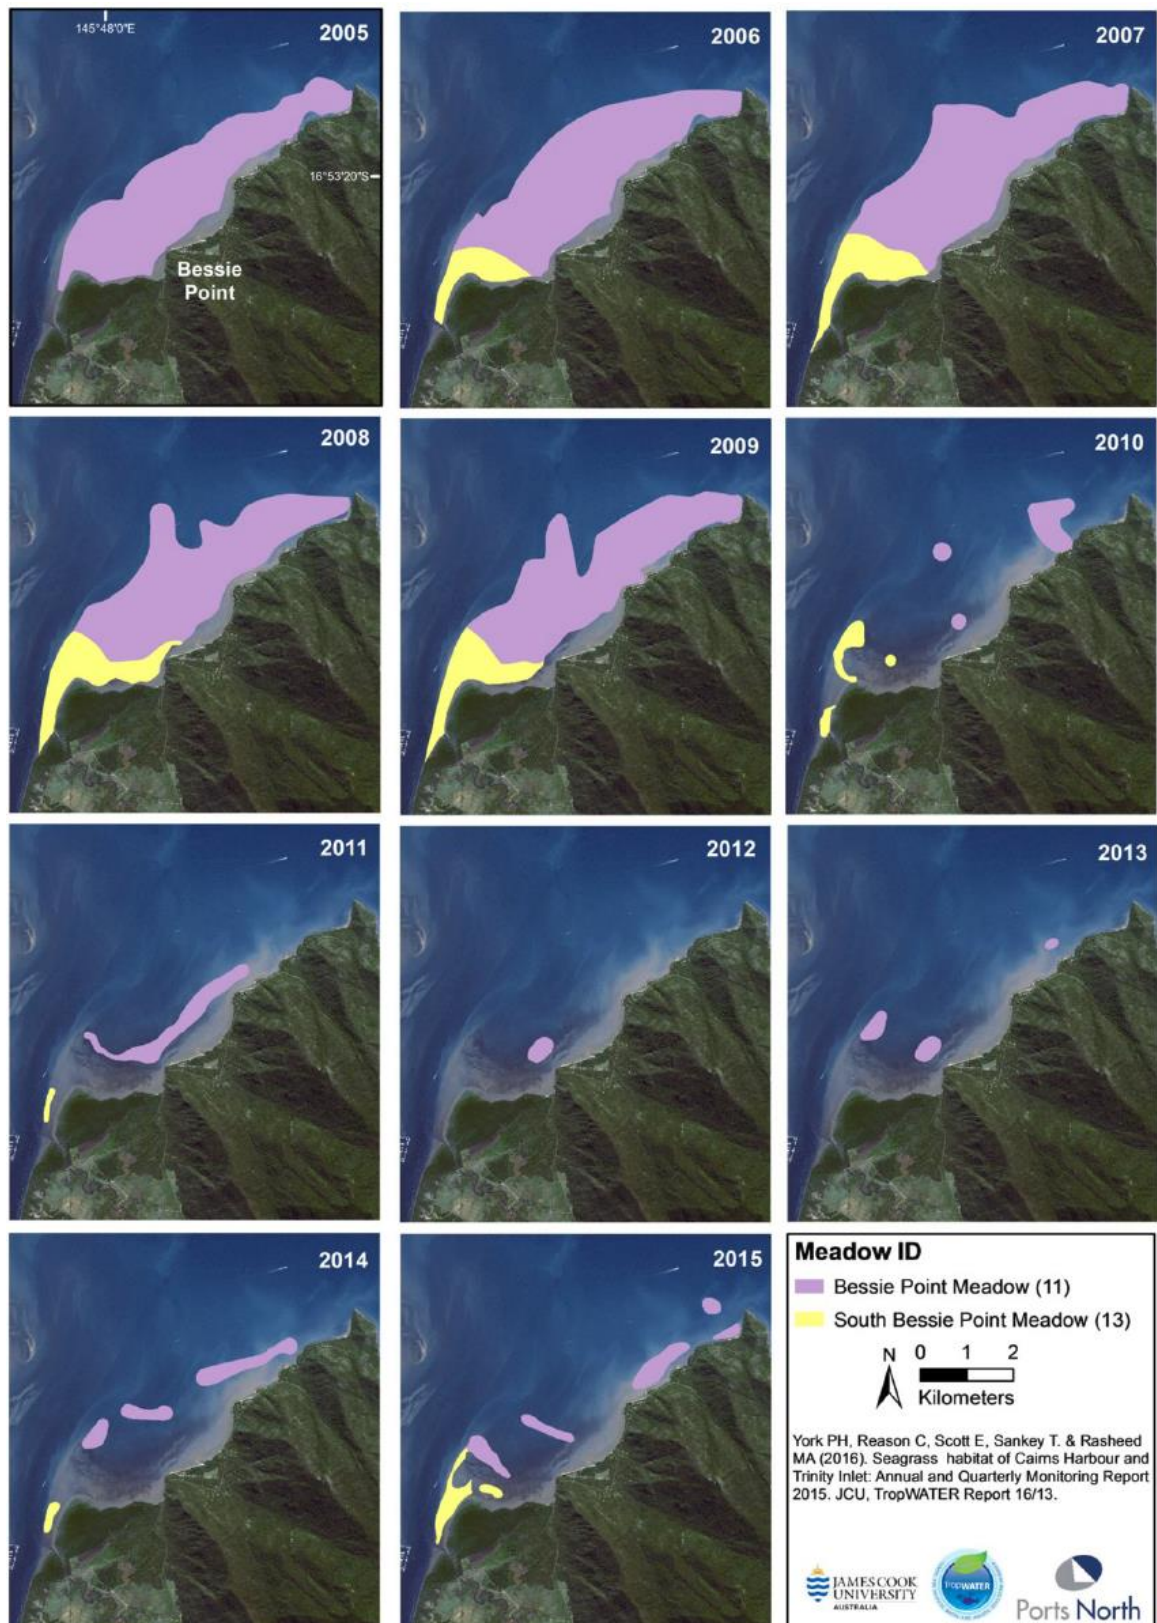 2005
145°48'0"E
16°53'20"S
Bessie
Point
2006
2007
2008
2009
2010
2011
2012
2013
2014
2015
Meadow ID
Bessie Point Meadow (11)
South Bessie Point Meadow (13)
N
0 1 2
Kilometers
York PH, Reason C, Scott E, Sankey T. & Rasheed
MA (2016). Seagrass habitat of Cairns Harbour and
Trinity Inlet: Annual and Quarterly Monitoring Report
2015. JCU, TropWATER Report 16/13.
JAMES COOK
UNIVERSITY
AUSTRALIA
TropWATER
Ports North